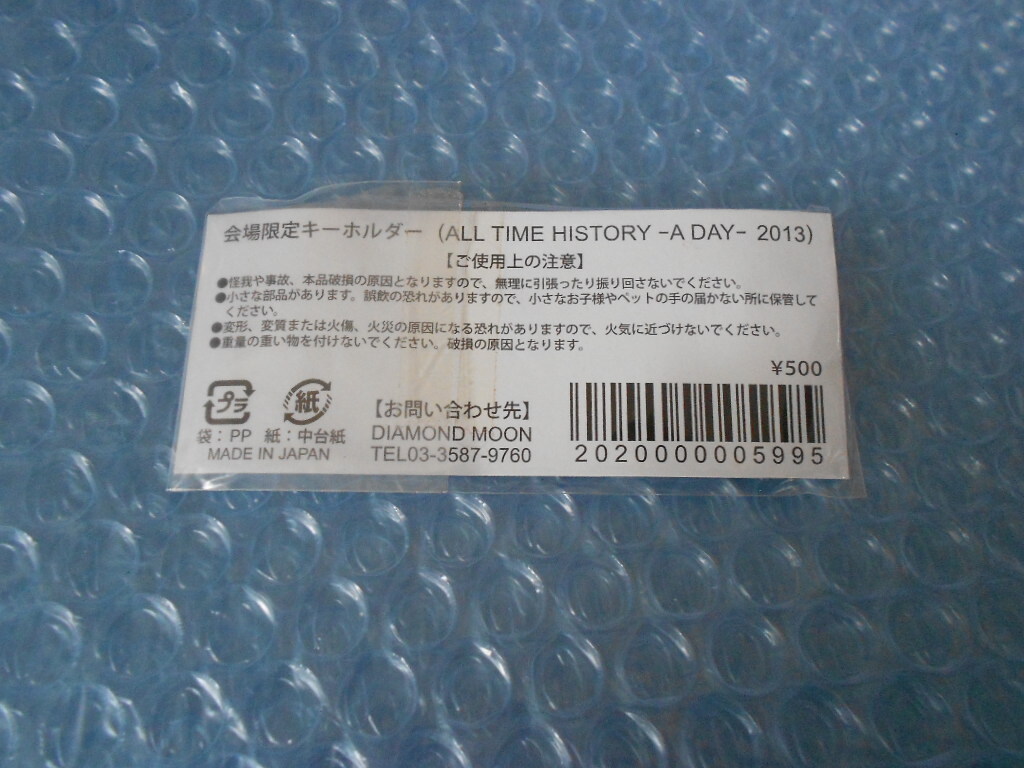 会場限定キーホルダー（ALL TIME HISTORY -A DAY- 2013）
【ご使用上の注意】
●怪我や事故、本品破損の原因となりますので、無理に引張ったり振り回さないでください。
●小さな部品があります。誤飲の恐れがありますので、小さなお子様やペットの手の届かない所に保管して
ください。
●変形、変質または火傷、火災の原因になる恐れがありますので、火気に近づけないでください。
●重量の重い物を付けないでください。破損の原因となります。
¥500
プラ 紙
袋：PP 紙：中台紙
MADE IN JAPAN
【お問い合わせ先】
DIAMOND MOON
TEL03-3587-9760
2020000005995